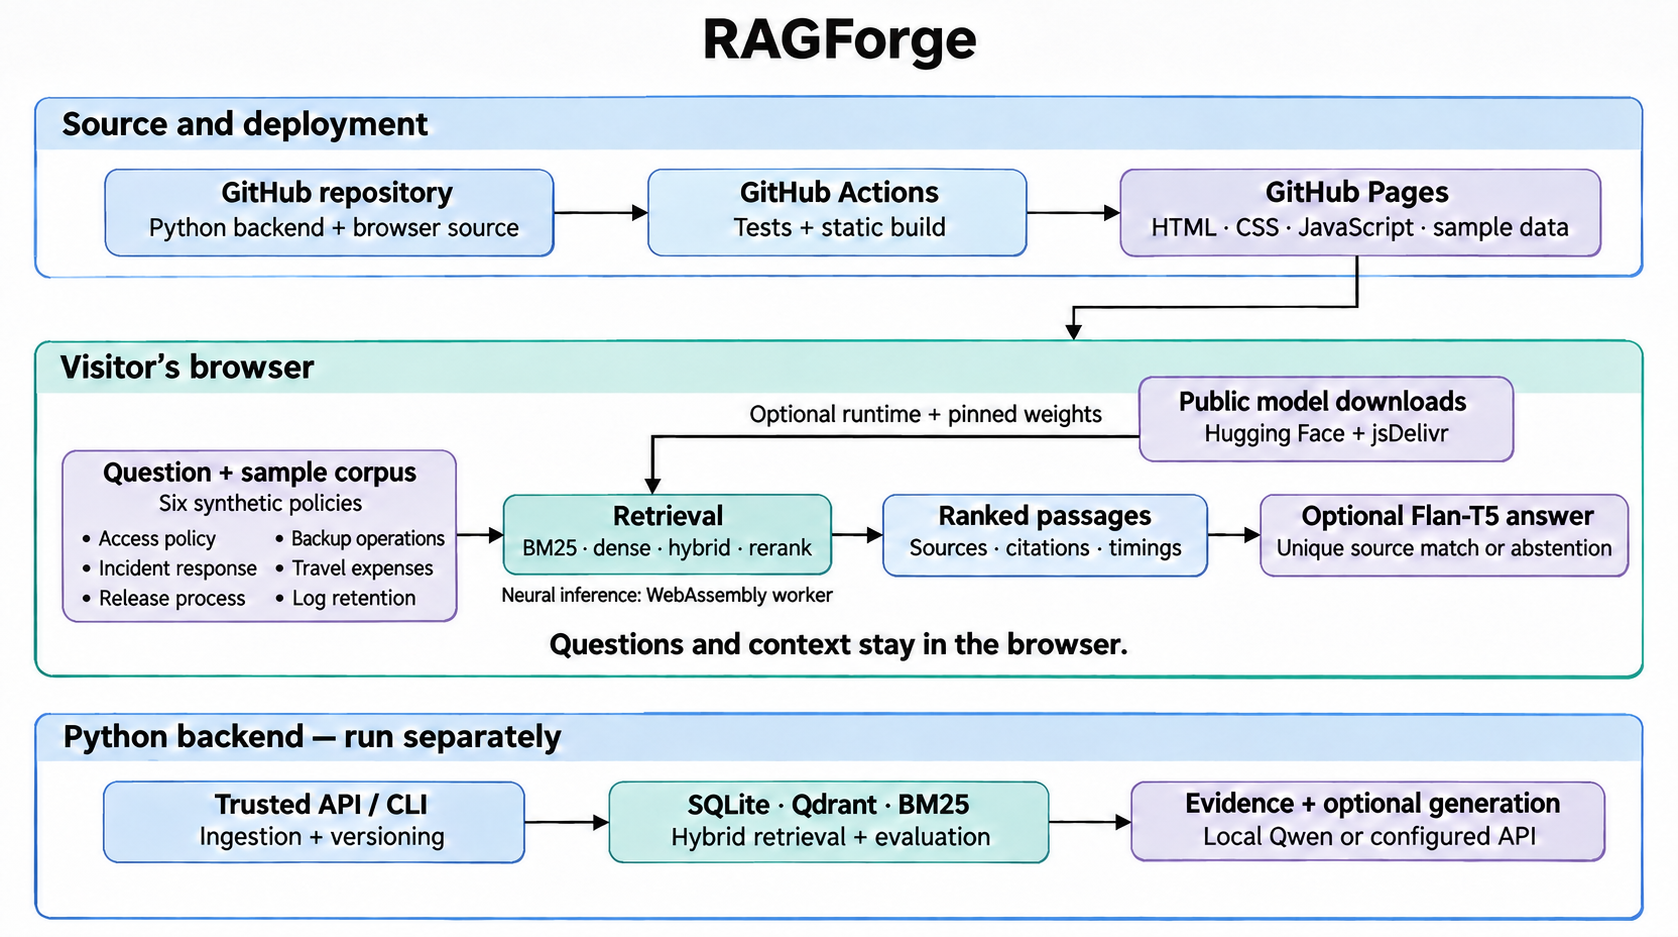 RAGForge
Source and deployment
GitHub repository
Python backend + browser source
GitHub Actions
Tests + static build
GitHub Pages
HTML · CSS · JavaScript · sample data
Visitor's browser
Public model downloads
Hugging Face + jsDelivr
Optional runtime + pinned weights
Question + sample corpus
Six synthetic policies
• Access policy
• Incident response
• Release process
• Backup operations
• Travel expenses
• Log retention
Retrieval
BM25 · dense · hybrid · rerank
Neural inference: WebAssembly worker
Ranked passages
Sources · citations · timings
Optional Flan-T5 answer
Unique source match or abstention
Questions and context stay in the browser.
Python backend — run separately
Trusted API / CLI
Ingestion + versioning
SQLite · Qdrant · BM25
Hybrid retrieval + evaluation
Evidence + optional generation
Local Qwen or configured API